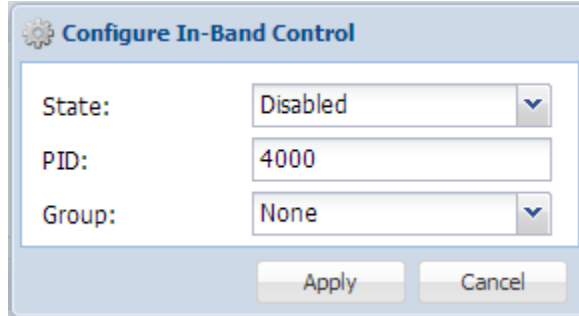 Configure In-Band Control
State: Disabled
PID: 4000
Group: None
Apply Cancel